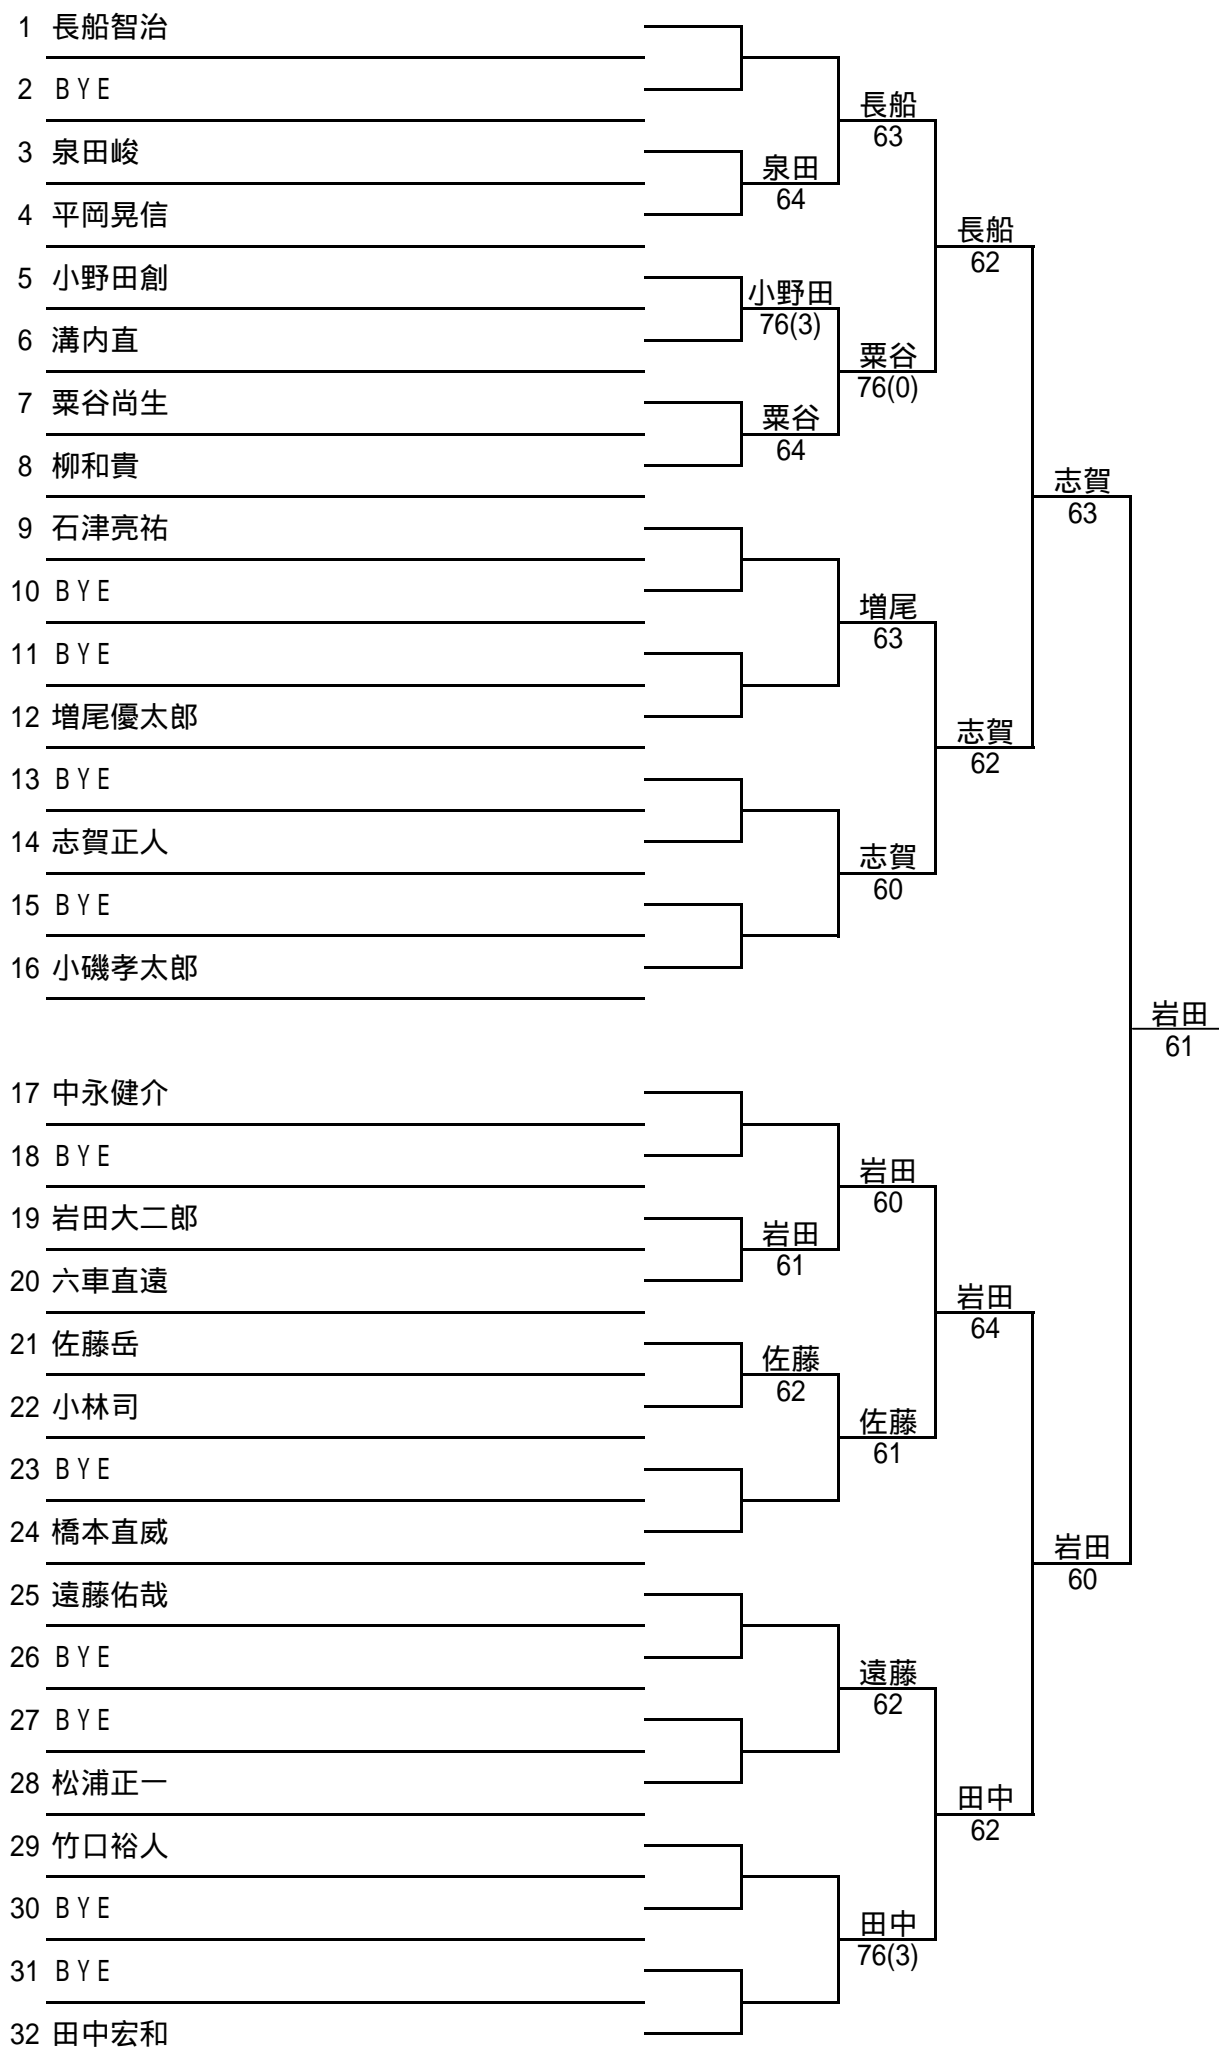 1 長船智治
2 ＢＹＥ
長船
63
3 泉田峻
泉田
64
4 平岡晃信
長船
62
5 小野田創
小野田
76(3)
6 溝内直
粟谷
76(0)
7 粟谷尚生
粟谷
64
8 柳和貴
志賀
63
9 石津亮祐
10 ＢＹＥ
増尾
63
11 ＢＹＥ
12 増尾優太郎
志賀
62
13 ＢＹＥ
14 志賀正人
志賀
60
15 ＢＹＥ
16 小磯孝太郎
岩田
61
17 中永健介
18 ＢＹＥ
岩田
60
19 岩田大二郎
岩田
61
20 六車直遠
岩田
64
21 佐藤岳
佐藤
62
22 小林司
佐藤
61
23 ＢＹＥ
24 橋本直威
岩田
60
25 遠藤佑哉
26 ＢＹＥ
遠藤
62
27 ＢＹＥ
28 松浦正一
田中
62
29 竹口裕人
30 ＢＹＥ
田中
76(3)
31 ＢＹＥ
32 田中宏和